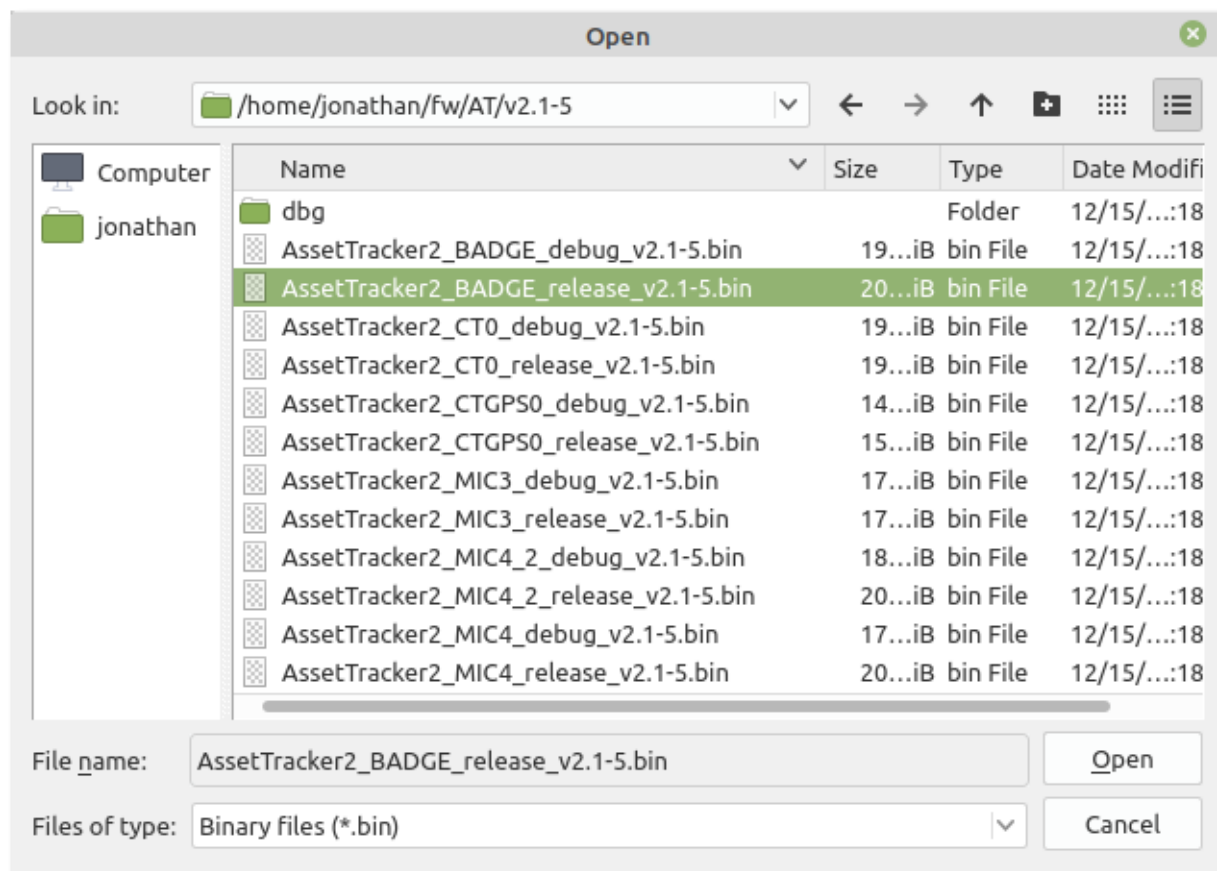 Open
Look in: /home/jonathan/fw/AT/v2.1-5
Computer
jonathan
Name Size Type Date Modifi
dbg Folder 12/15/...:18
AssetTracker2_BADGE_debug_v2.1-5.bin 19...iB bin File 12/15/...:18
AssetTracker2_BADGE_release_v2.1-5.bin 20...iB bin File 12/15/...:18
AssetTracker2_CT0_debug_v2.1-5.bin 19...iB bin File 12/15/...:18
AssetTracker2_CT0_release_v2.1-5.bin 19...iB bin File 12/15/...:18
AssetTracker2_CTGPS0_debug_v2.1-5.bin 14...iB bin File 12/15/...:18
AssetTracker2_CTGPS0_release_v2.1-5.bin 15...iB bin File 12/15/...:18
AssetTracker2_MIC3_debug_v2.1-5.bin 17...iB bin File 12/15/...:18
AssetTracker2_MIC3_release_v2.1-5.bin 17...iB bin File 12/15/...:18
AssetTracker2_MIC4_2_debug_v2.1-5.bin 18...iB bin File 12/15/...:18
AssetTracker2_MIC4_2_release_v2.1-5.bin 20...iB bin File 12/15/...:18
AssetTracker2_MIC4_debug_v2.1-5.bin 17...iB bin File 12/15/...:18
AssetTracker2_MIC4_release_v2.1-5.bin 20...iB bin File 12/15/...:18
File name: AssetTracker2_BADGE_release_v2.1-5.bin Open
Files of type: Binary files (*.bin) Cancel